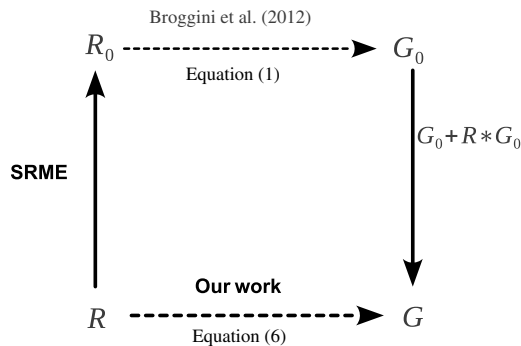 Broggini et al. (2012)
R₀
G₀
Equation (1)
G₀+R∗G₀
SRME
Our work
R
G
Equation (6)